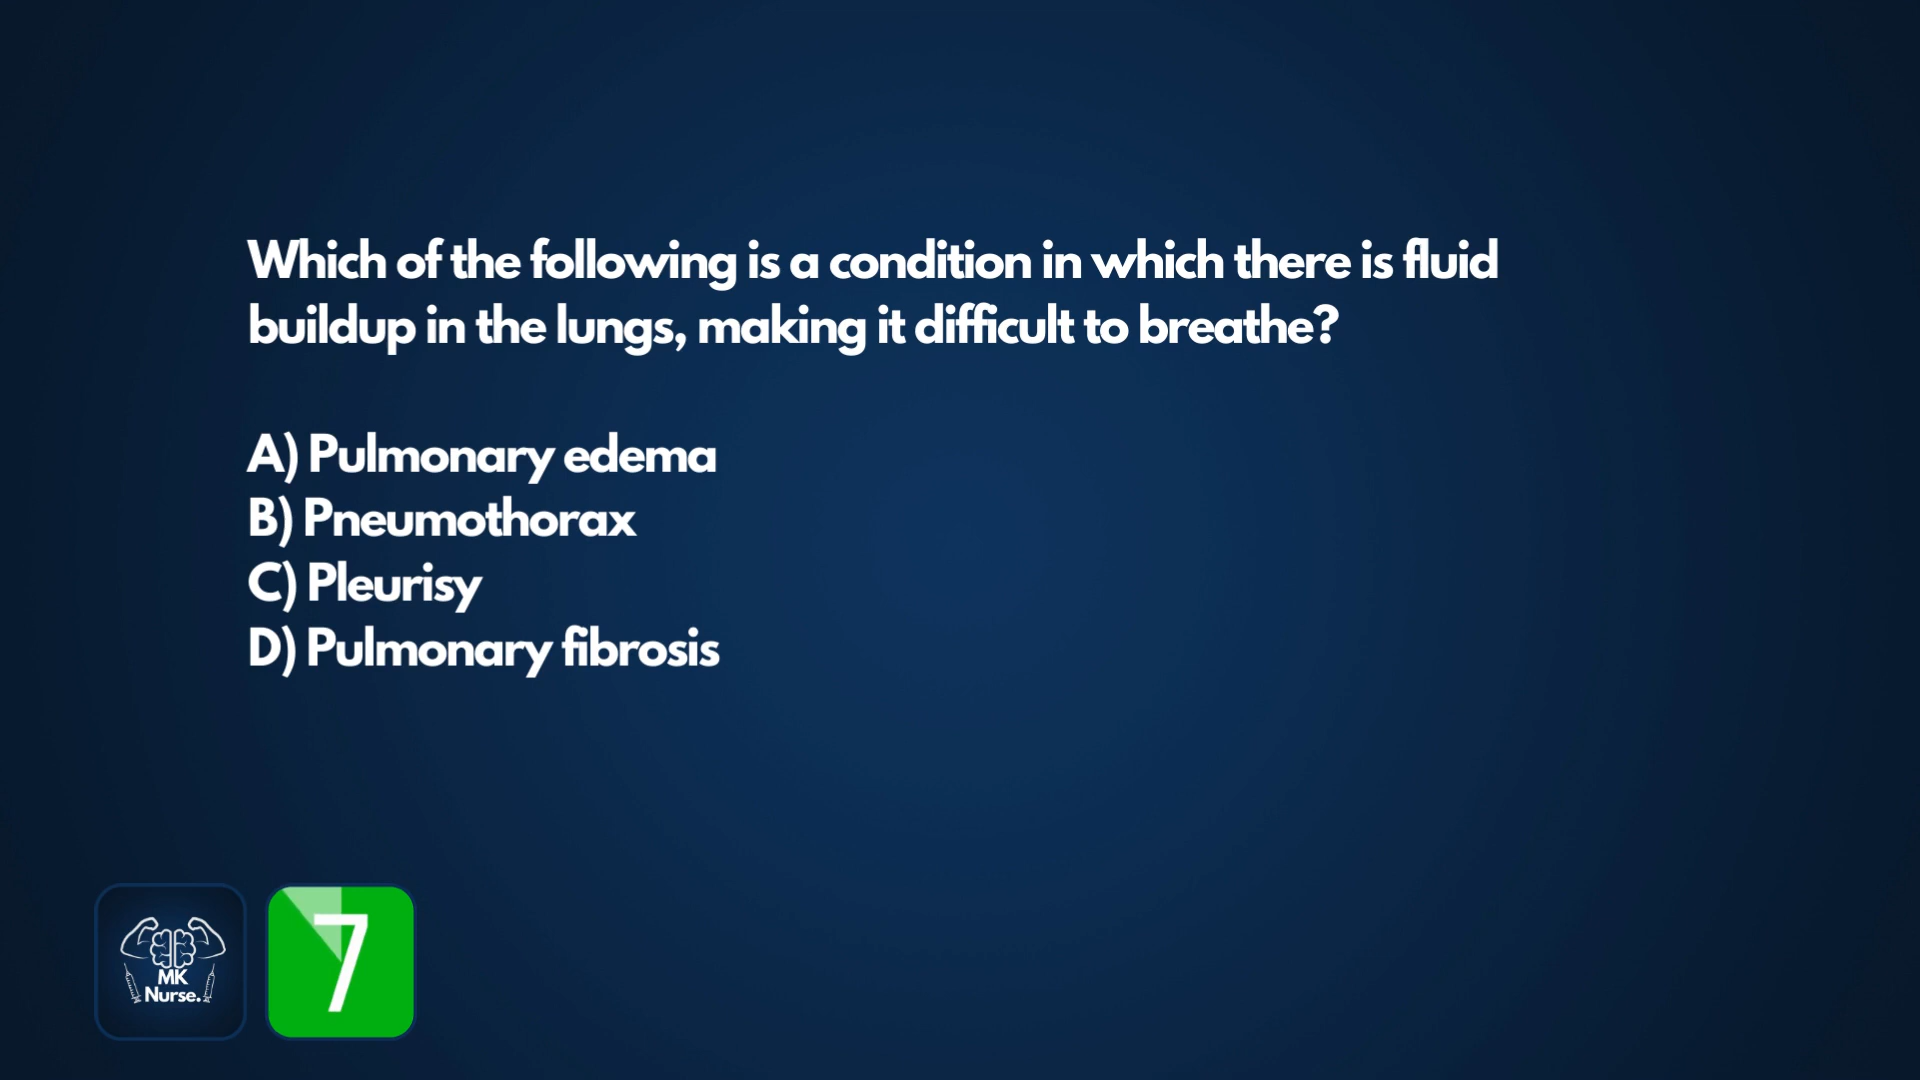 Which of the following is a condition in which there is fluid
buildup in the lungs, making it difficult to breathe?
A) Pulmonary edema
B) Pneumothorax
C) Pleurisy
D) Pulmonary fibrosis
MK
Nurse.
7